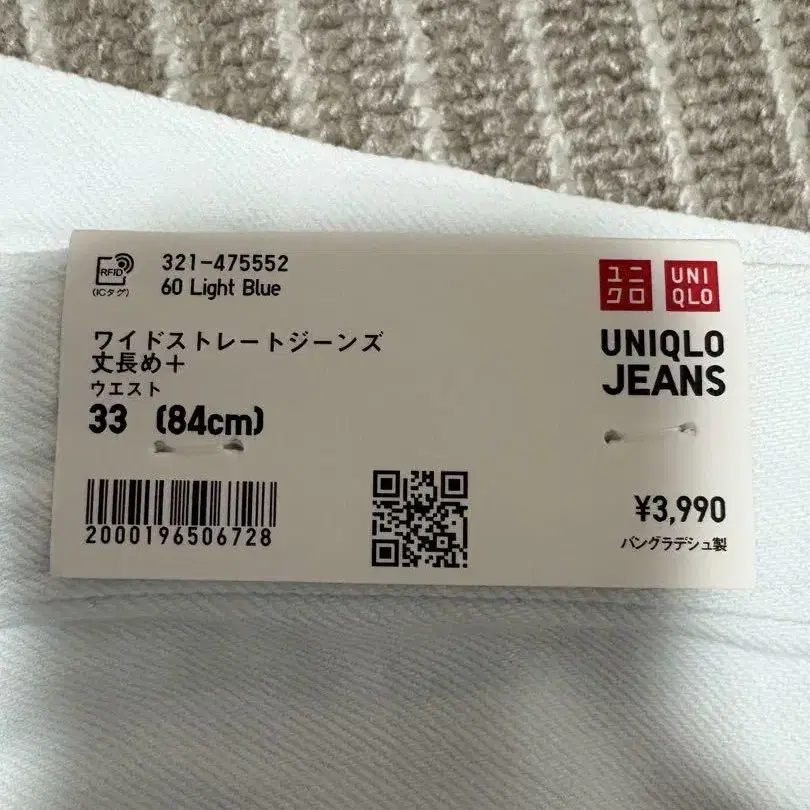 RFID
(ICタグ)
321-475552
60 Light Blue
ユニ
クロ
UNI
QLO
UNIQLO
JEANS
ワイドストレートジーンズ
丈長め＋
ウエスト
33 (84cm)
2000196506728
¥3,990
バングラデシュ製